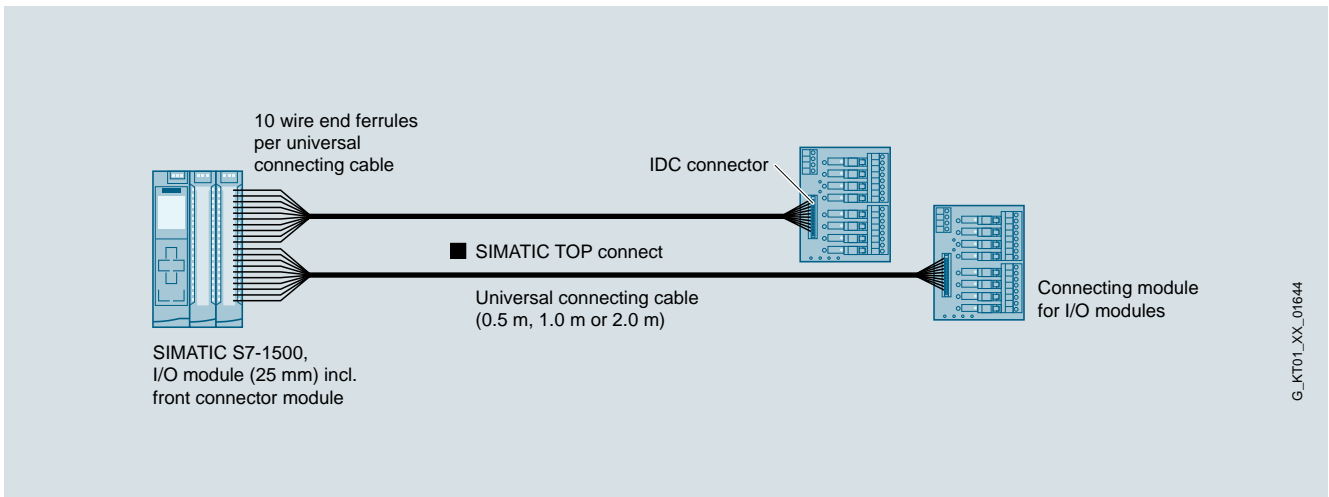 10 wire end ferrules
per universal
connecting cable
IDC connector
SIMATIC TOP connect
Universal connecting cable
(0.5 m, 1.0 m or 2.0 m)
Connecting module
for I/O modules
SIMATIC S7-1500,
I/O module (25 mm) incl.
front connector module
G_KT01_XX_01644